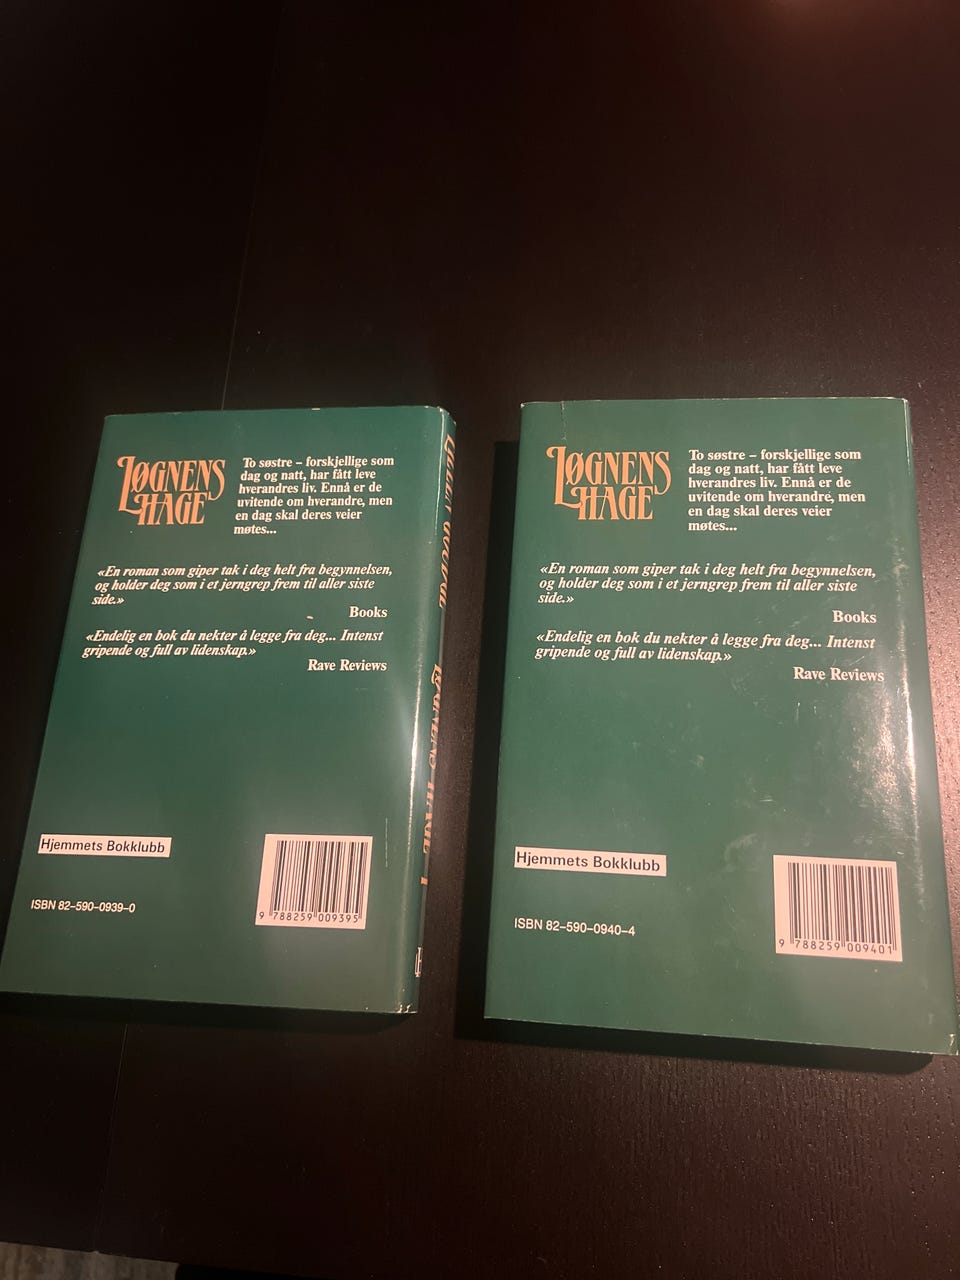 LØGNENS
HAGE
To søstre – forskjellige som
dag og natt, har fått leve
hverandres liv. Ennå er de
uvitende om hverandre, men
en dag skal deres veier
møtes...
«En roman som giper tak i deg helt fra begynnelsen,
og holder deg som i et jerngrep frem til aller siste
side.»
Books
«Endelig en bok du nekter å legge fra deg... Intenst
gripende og full av lidenskap.»
Rave Reviews
Hjemmets Bokklubb
ISBN 82–590–0939–0
9 788259 009395
LØGNENS HAGE 1
LØGNENS
HAGE
To søstre – forskjellige som
dag og natt, har fått leve
hverandres liv. Ennå er de
uvitende om hverandre, men
en dag skal deres veier
møtes...
«En roman som giper tak i deg helt fra begynnelsen,
og holder deg som i et jerngrep frem til aller siste
side.»
Books
«Endelig en bok du nekter å legge fra deg... Intenst
gripende og full av lidenskap.»
Rave Reviews
Hjemmets Bokklubb
ISBN 82–590–0940–4
9 788259 009401